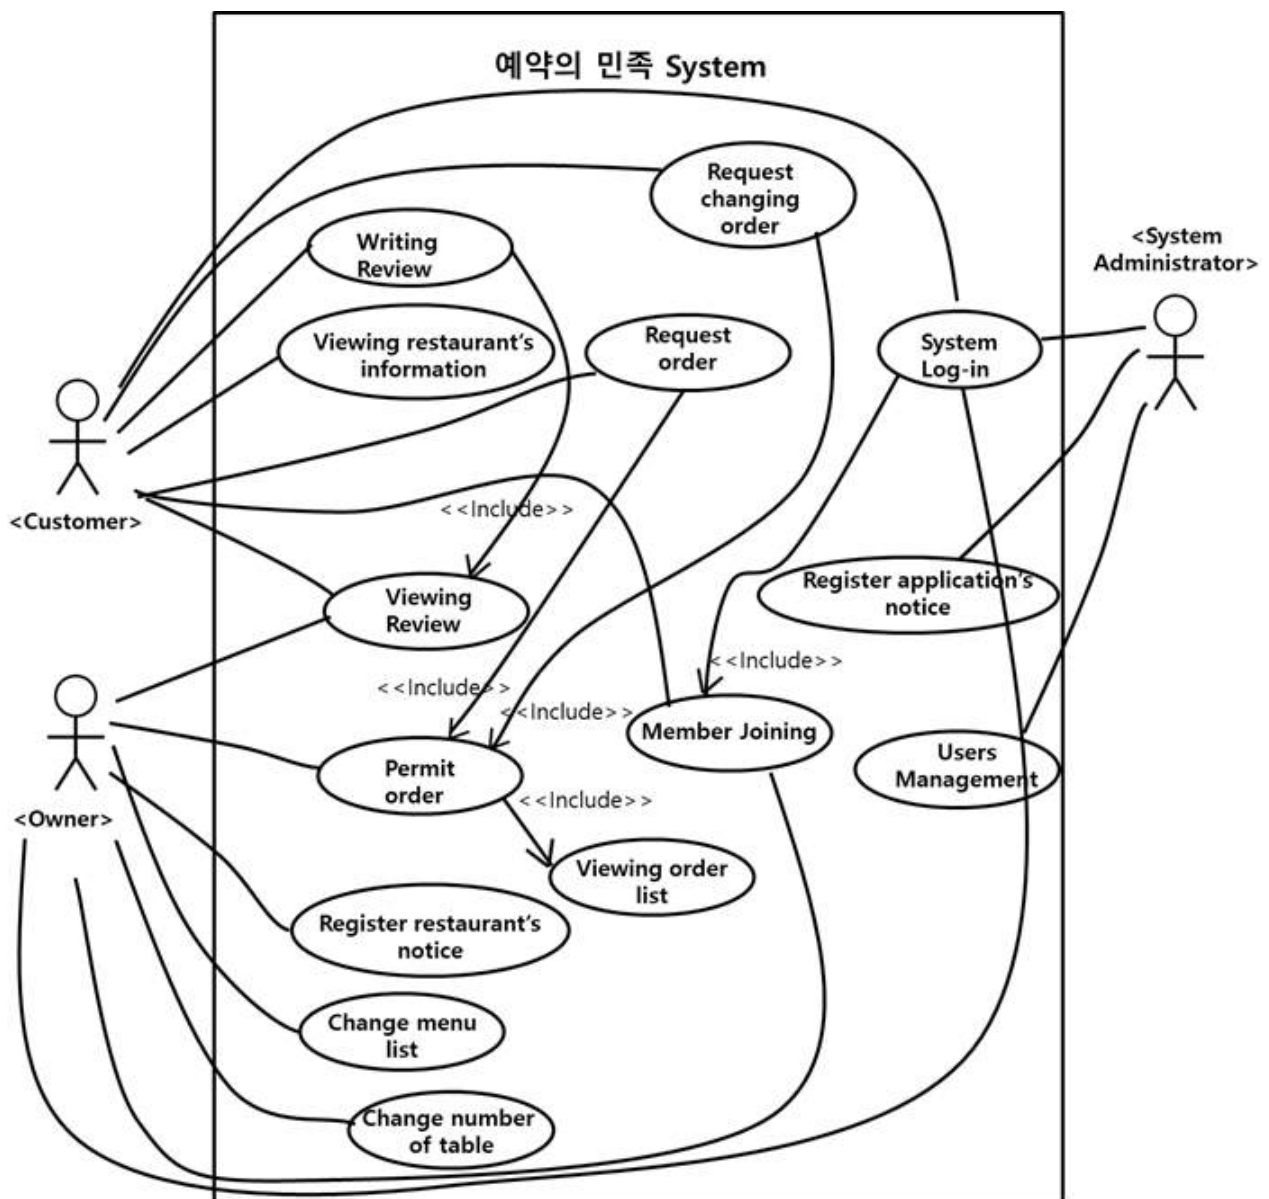 예약의 민족 System
Request
changing
order
Writing
Review
<System
Administrator>
Viewing restaurant's
information
Request
order
System
Log-in
<Customer>
<<Include>>
Viewing
Review
Register application's
notice
<<Include>>
<<Include>>
<<Include>>
Member Joining
Users
Management
Permit
order
<<Include>>
<Owner>
Viewing order
list
Register restaurant's
notice
Change menu
list
Change number
of table